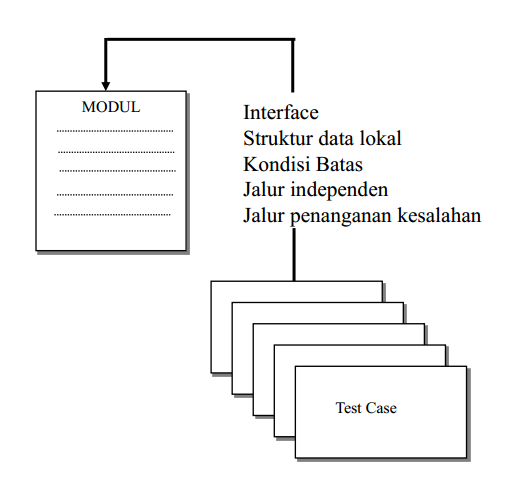 MODUL
Interface
Struktur data lokal
Kondisi Batas
Jalur independen
Jalur penanganan kesalahan
Test Case